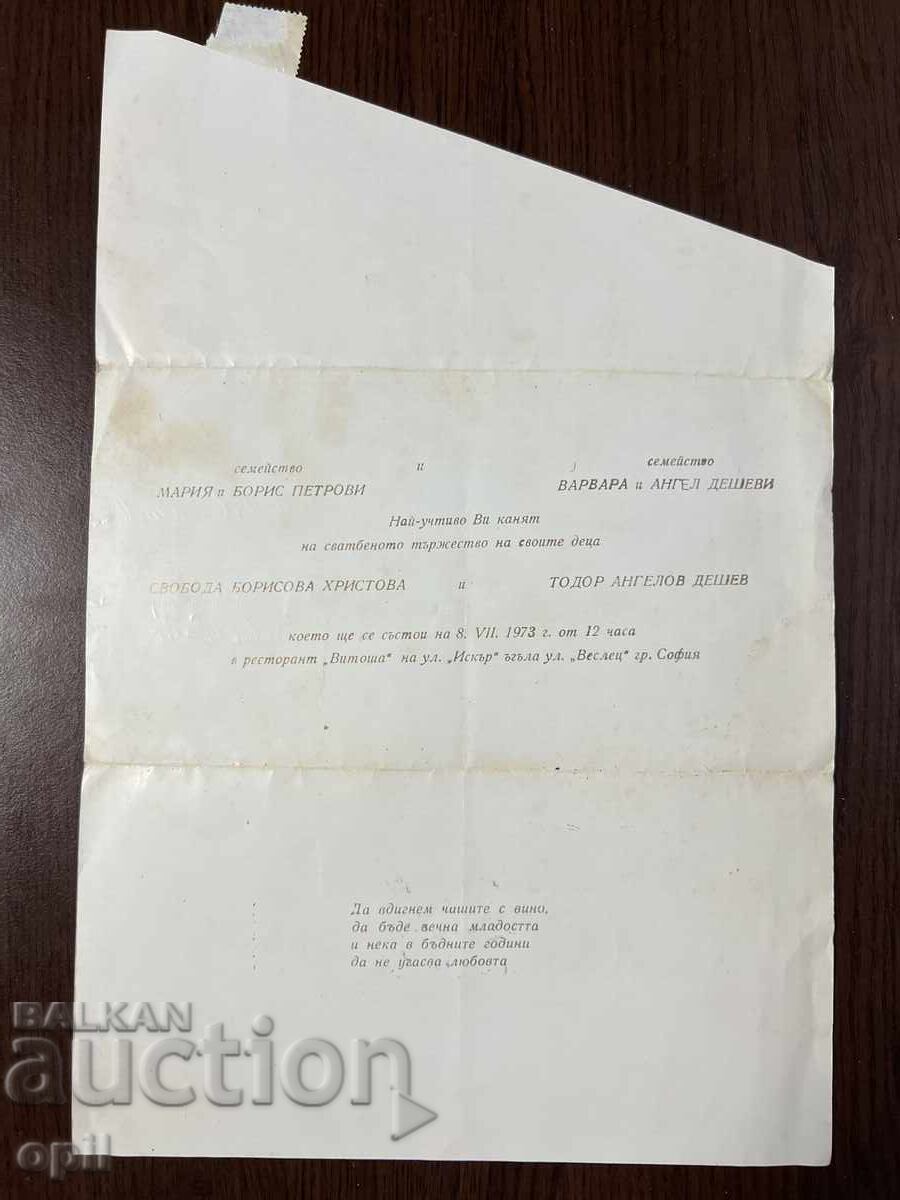 семейство и семейство
МАРИЯ и БОРИС ПЕТРОВИ ВАРВАРА и АНГЕЛ ДЕШЕВИ
Най-учтиво Ви канят
на сватбеното тържество на своите деца
СВОБОДА БОРИСОВА ХРИСТОВА и ТОДОР АНГЕЛОВ ДЕШЕВ
което ще се състои на 8. VII. 1973 г. от 12 часа
в ресторант „Витоша" на ул. „Искър" ъгъла ул. „Веслец" гр. София
Да вдигнем чашите с вино,
да бъде вечна младостта
и нека в бъдните години
да не угасва любовта
BALKAN
auction
opil